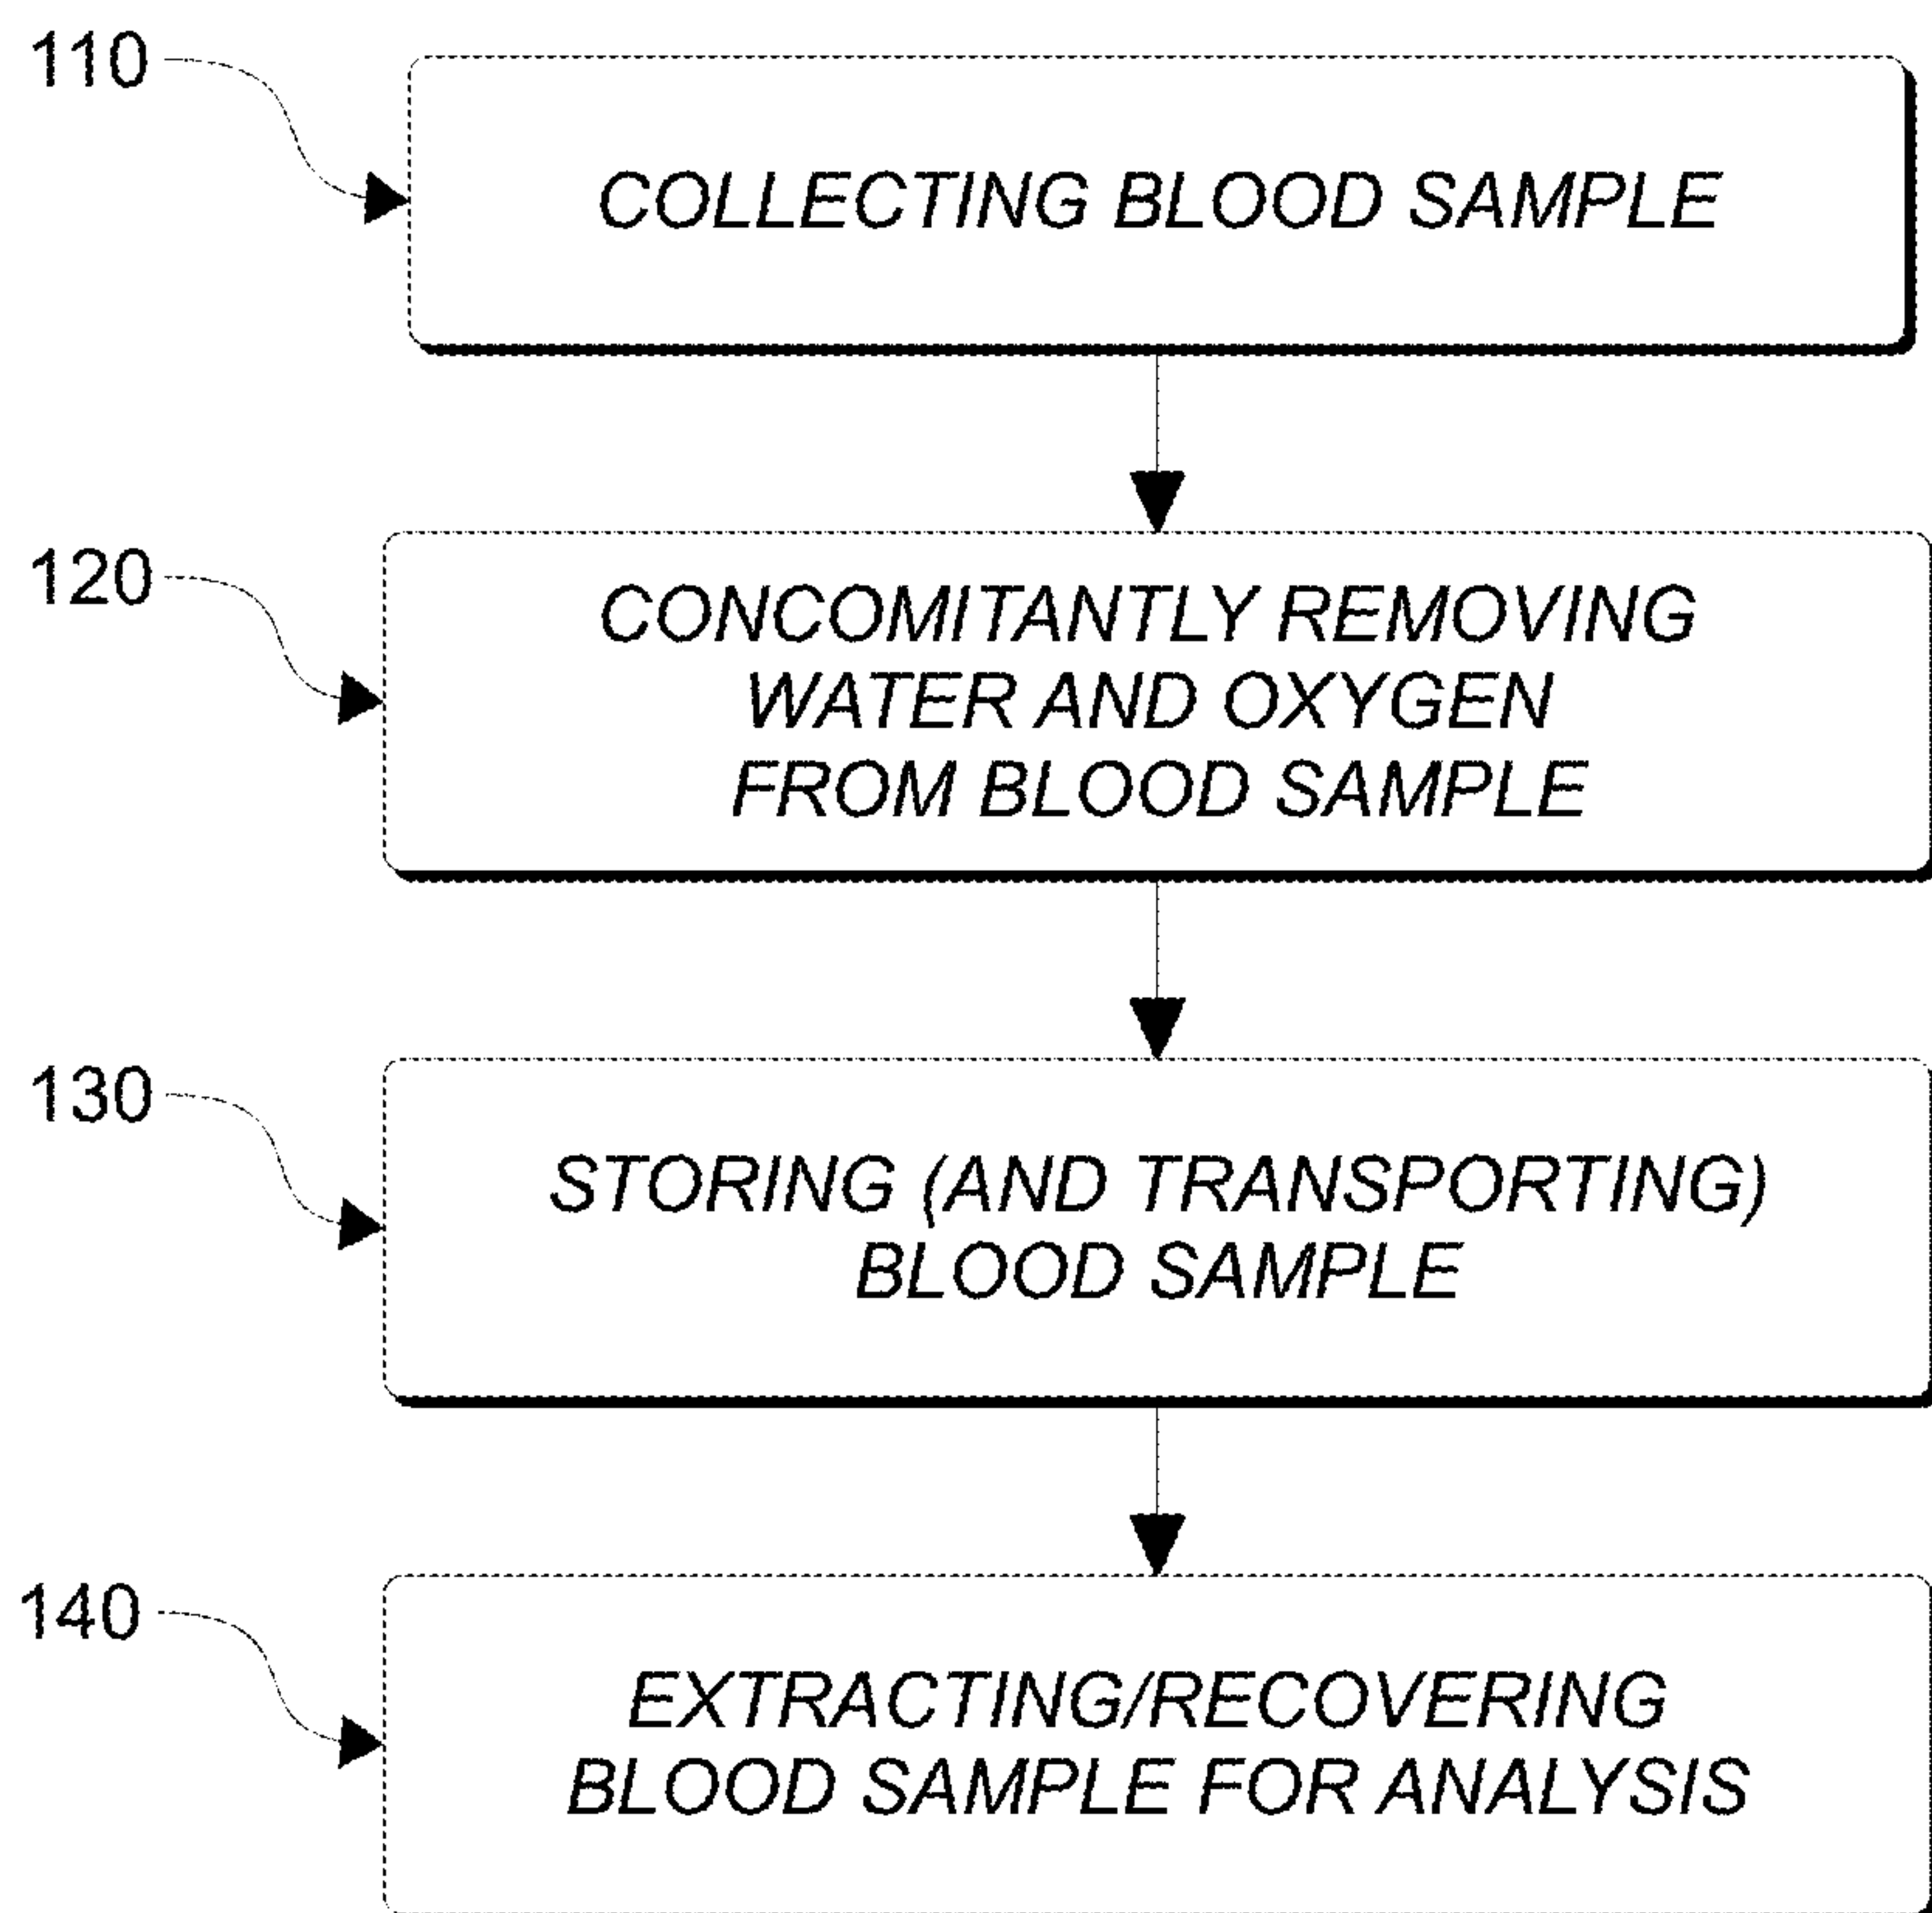 110
COLLECTING BLOOD SAMPLE
120
CONCOMITANTLY REMOVING
WATER AND OXYGEN
FROM BLOOD SAMPLE
130
STORING (AND TRANSPORTING)
BLOOD SAMPLE
140
EXTRACTING/RECOVERING
BLOOD SAMPLE FOR ANALYSIS